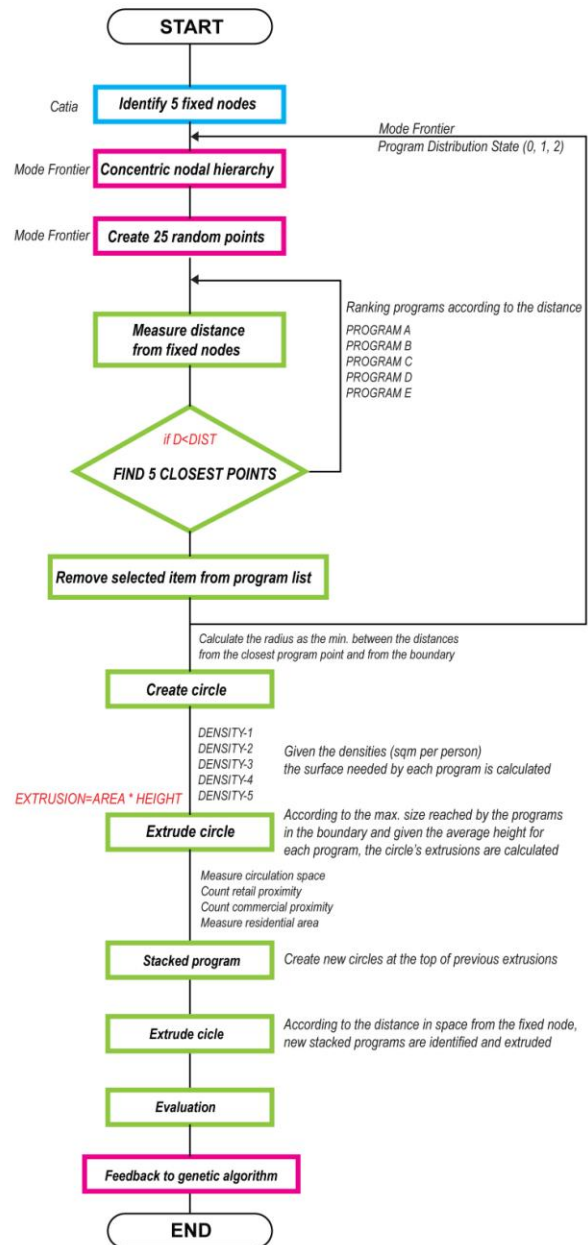 START
Catia
Identify 5 fixed nodes
Mode Frontier
Program Distribution State (0, 1, 2)
Mode Frontier
Concentric nodal hierarchy
Mode Frontier
Create 25 random points
Ranking programs according to the distance
Measure distance
from fixed nodes
PROGRAM A
PROGRAM B
PROGRAM C
PROGRAM D
PROGRAM E
if D<DIST
FIND 5 CLOSEST POINTS
Remove selected item from program list
Calculate the radius as the min. between the distances
from the closest program point and from the boundary
Create circle
DENSITY-1
DENSITY-2
DENSITY-3
DENSITY-4
DENSITY-5
Given the densities (sqm per person)
the surface needed by each program is calculated
EXTRUSION=AREA * HEIGHT
Extrude circle
According to the max. size reached by the programs
in the boundary and given the average height for
each program, the circle's extrusions are calculated
Measure circulation space
Count retail proximity
Count commercial proximity
Measure residential area
Stacked program
Create new circles at the top of previous extrusions
Extrude cicle
According to the distance in space from the fixed node,
new stacked programs are identified and extruded
Evaluation
Feedback to genetic algorithm
END